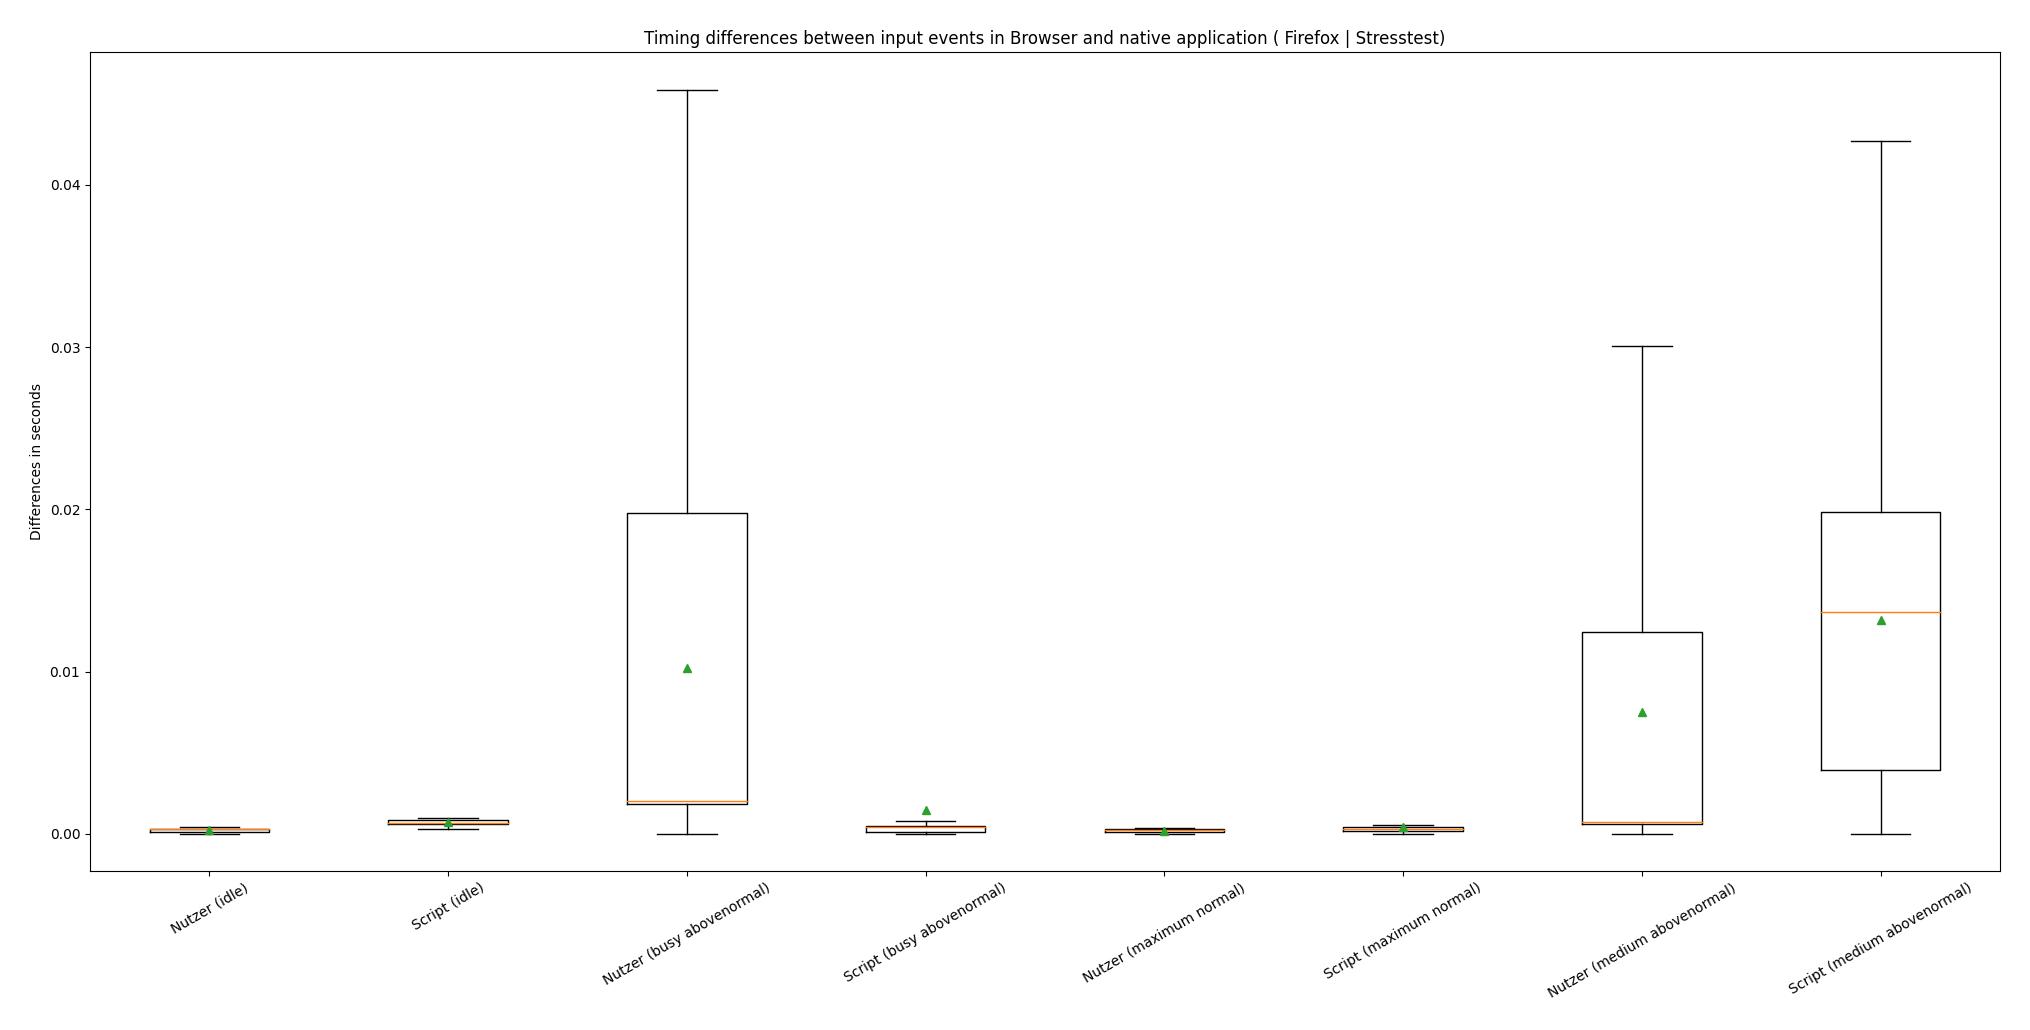 Timing differences between input events in Browser and native application ( Firefox | Stresstest)
Differences in seconds
0.04
0.03
0.02
0.01
0.00
Nutzer (idle)
Script (idle)
Nutzer (busy abovenormal)
Script (busy abovenormal)
Nutzer (maximum normal)
Script (maximum normal)
Nutzer (medium abovenormal)
Script (medium abovenormal)